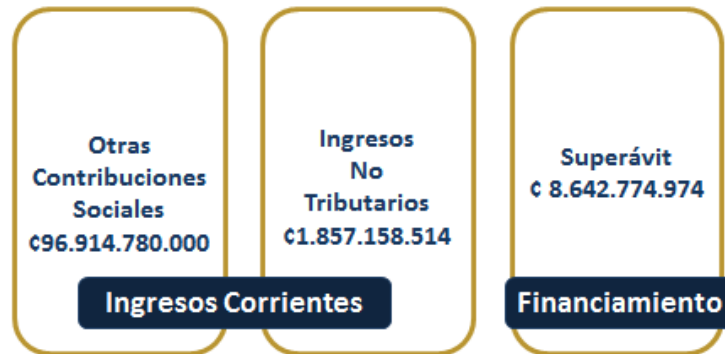 Otras
Contribuciones
Sociales
¢96.914.780.000
Ingresos
No
Tributarios
¢1.857.158.514
Superávit
¢ 8.642.774.974
Ingresos Corrientes
Financiamiento